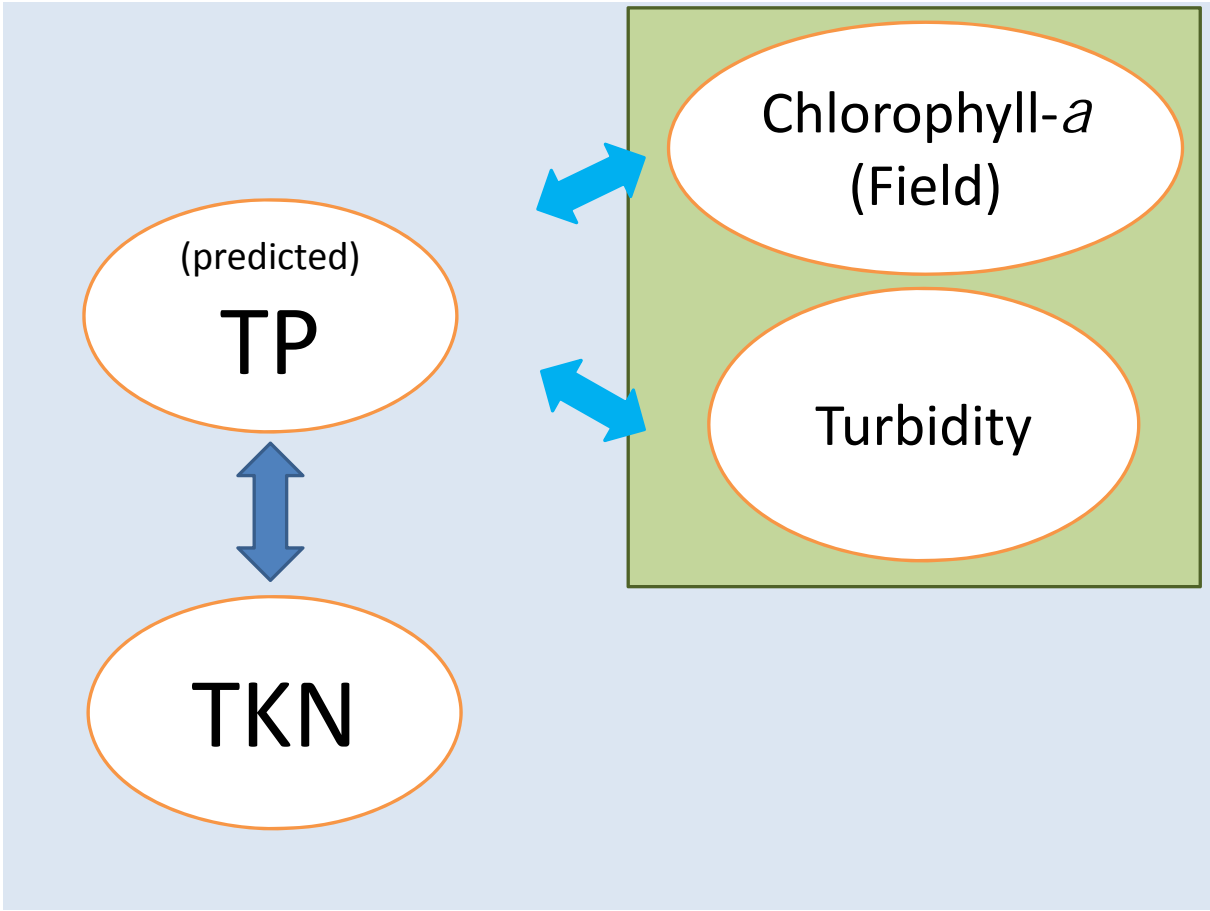 Chlorophyll-a
(Field)
(predicted)
TP
Turbidity
TKN